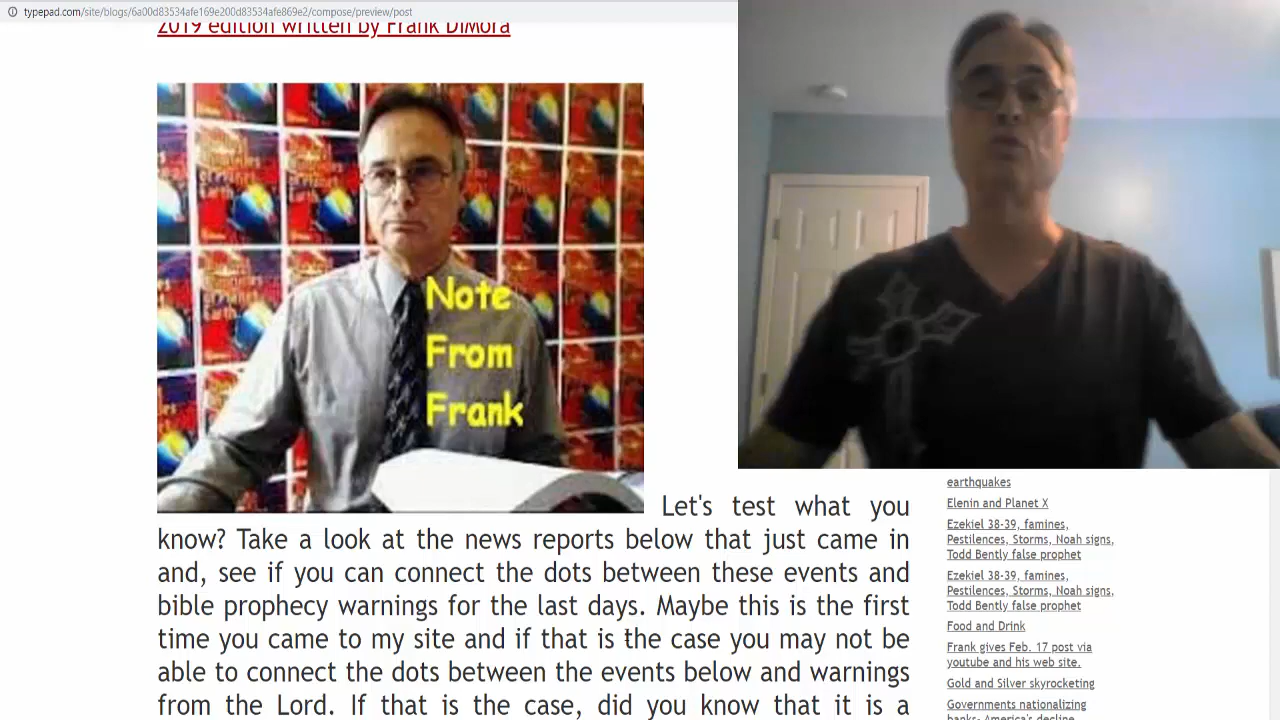 typepad.com/site/blogs/6a00d83534afe169e200d83534afe869e2/compose/preview/post
2019 edition written by Frank DiMora
Note
From
Frank
Let's test what you
know? Take a look at the news reports below that just came in
and, see if you can connect the dots between these events and
bible prophecy warnings for the last days. Maybe this is the first
time you came to my site and if that is the case you may not be
able to connect the dots between the events below and warnings
from the Lord. If that is the case, did you know that it is a
earthquakes
Elenin and Planet X
Ezekiel 38-39, famines,
Pestilences, Storms, Noah signs,
Todd Bently false prophet
Ezekiel 38-39, famines,
Pestilences, Storms, Noah signs,
Todd Bently false prophet
Food and Drink
Frank gives Feb. 17 post via
youtube and his web site.
Gold and Silver skyrocketing
Governments nationalizing
banks- America's decline